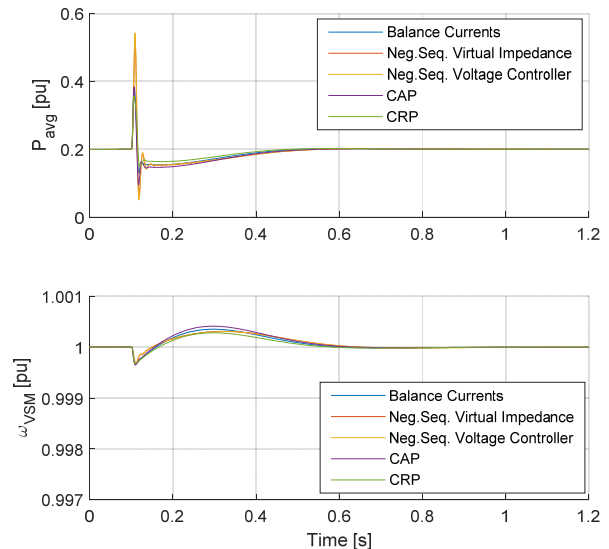 P_avg [pu]
0.6
0.4
0.2
0
Balance Currents
Neg.Seq. Virtual Impedance
Neg.Seq. Voltage Controller
CAP
CRP
0 0.2 0.4 0.6 0.8 1 1.2
ω_VSM [pu]
1.001
1
0.999
0.998
0.997
Balance Currents
Neg.Seq. Virtual Impedance
Neg.Seq. Voltage Controller
CAP
CRP
0 0.2 0.4 0.6 0.8 1 1.2
Time [s]